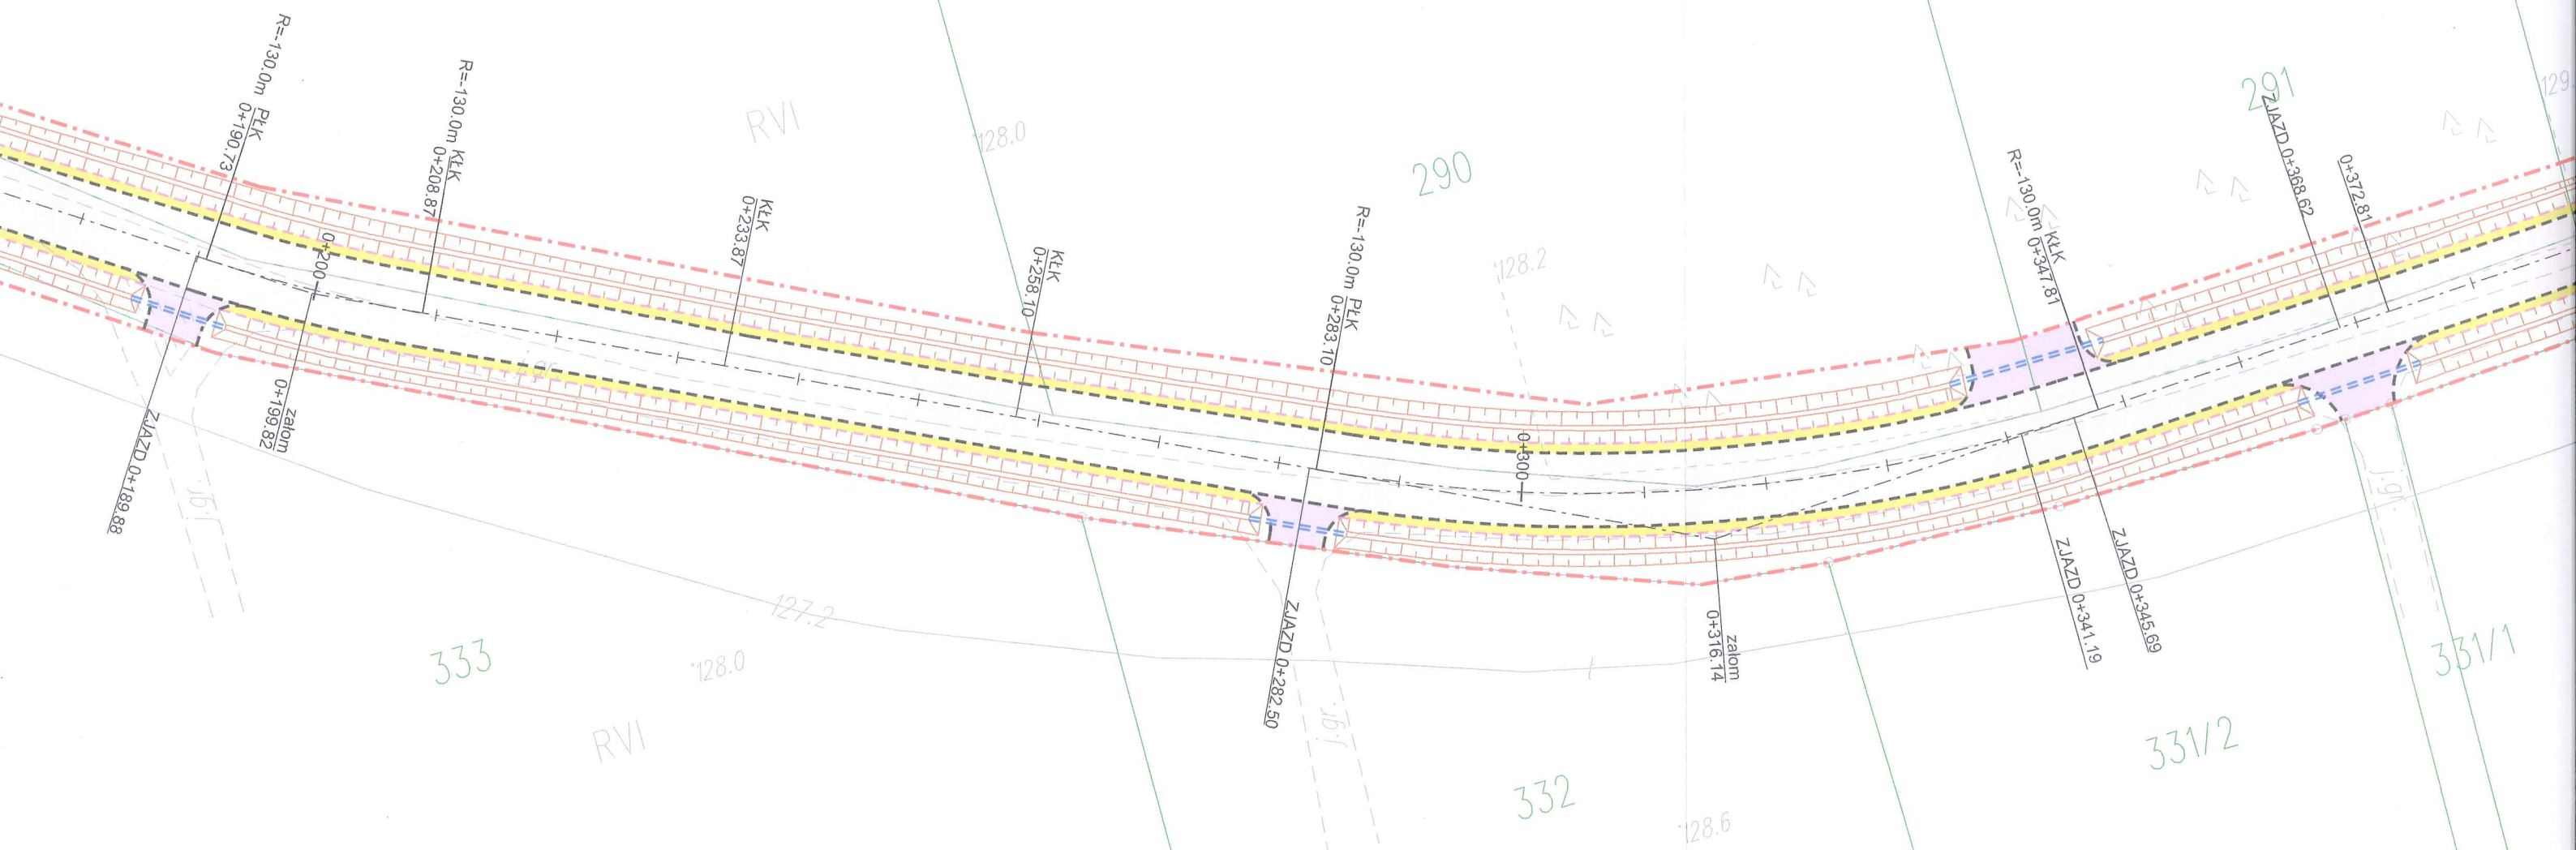 R=-130.0m PŁK
0+190.73
R=-130.0m KŁK
0+208.87
0+200
KŁK
0+233.87
RVI
128.0
KŁK
0+258.10
290
R=-130.0m PŁK
0+283.10
128.2
0+300
R=-130.0m KŁK
0+347.81
291
ZJAZD 0+368.62
0+372.81
129.
ZJAZD 0+189.88
załom
0+199.82
j.gr.
333
128.0
127.2
RVI
ZJAZD 0+282.50
j.gr.
332
załom
0+316.14
128.6
ZJAZD 0+341.19
ZJAZD 0+345.69
j.gr.
331/2
331/1